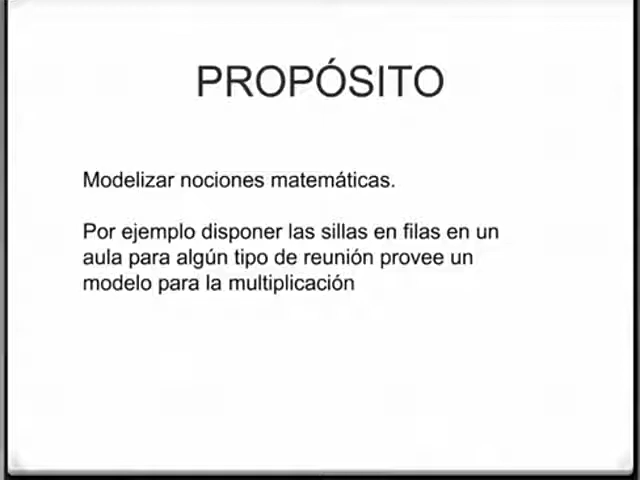 PROPÓSITO
Modelizar nociones matemáticas.
Por ejemplo disponer las sillas en filas en un
aula para algún tipo de reunión provee un
modelo para la multiplicación